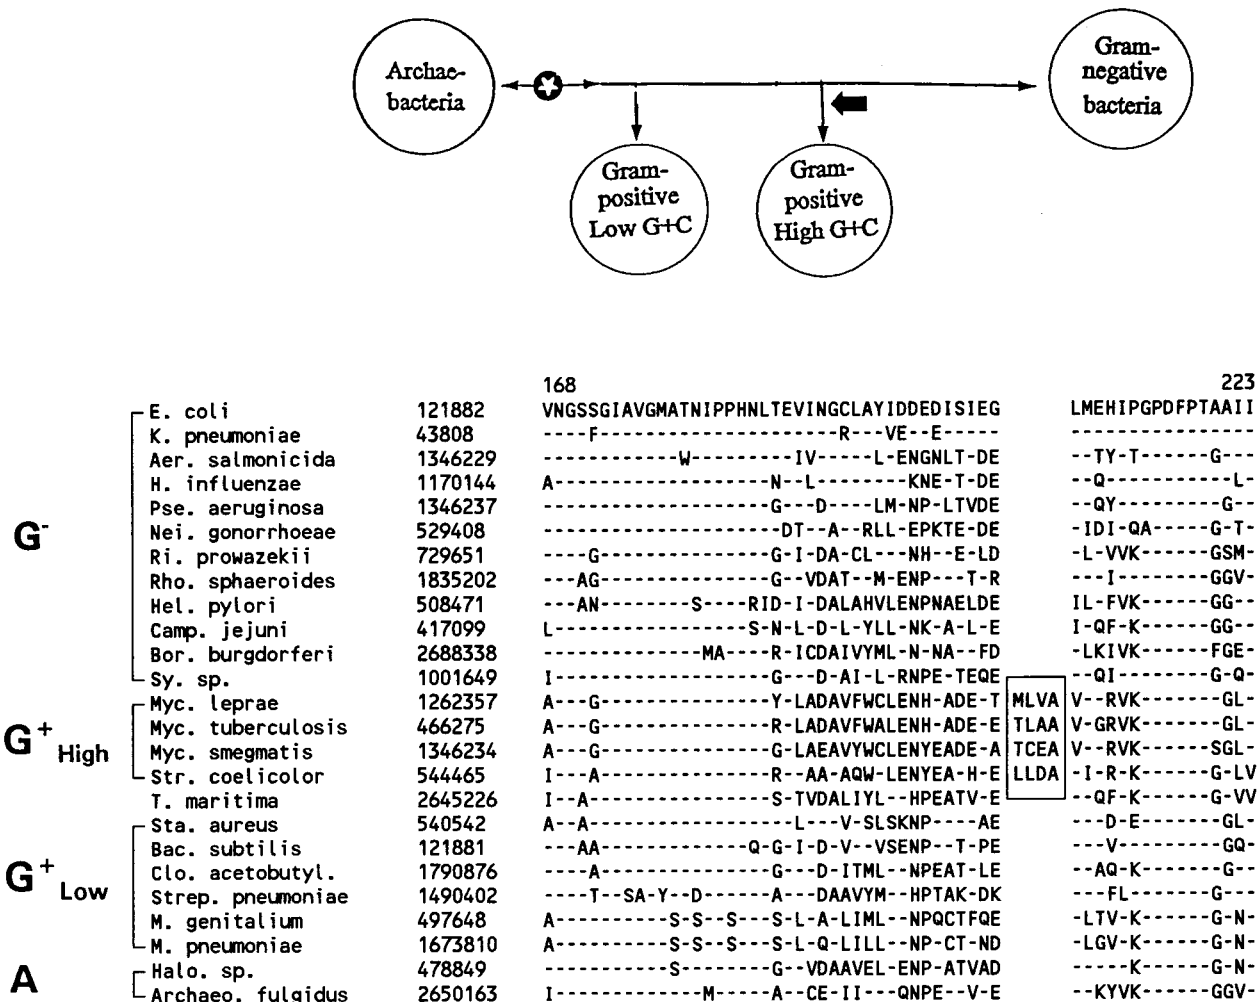 Archae-
bacteria
Gram-
negative
bacteria
Gram-
positive
Low G+C
Gram-
positive
High G+C
168 223
E. coli 121882 VNGSSGIAVGMATNIPPHNLTEVINGCLAYIDDEDISIEG LMEHIPGPDFPTAAII
K. pneumoniae 43808 ----F--------------------R---VE--E----- ----------------
Aer. salmonicida 1346229 ------------W---------IV-----L-ENGNLT-DE --TY-T------G---
H. influenzae 1170144 A------------------N--L--------KNE-T-DE --Q-----------L-
Pse. aeruginosa 1346237 -------------------G---D----LM-NP-LTVDE --QY---------G--
Nei. gonorrhoeae 529408 --------------------DT--A--RLL-EPKTE-DE -IDI-QA-----G-T-
Ri. prowazekii 729651 ----G--------------G-I-DA-CL---NH--E-LD -L-VVK------GSM-
Rho. sphaeroides 1835202 ---AG--------------G--VDAT--M-ENP---T-R ---I--------GGV-
Hel. pylori 508471 ---AN---------S----RID-I-DALAHVLENPNAELDE IL-FVK------GG--
Camp. jejuni 417099 L-----------------S-N-L-D-L-YLL-NK-A-L-E I-QF-K------GG--
Bor. burgdorferi 2688338 --------------MA---R-ICDAIVYML-N-NA--FD -LKIVK------FGE-
Sy. sp. 1001649 I------------------G---D-AI-L-RNPE-TEQE --QI--------G-Q-
Myc. leprae 1262357 A---G--------------Y-LADAVFWCLENH-ADE-T MLVA V--RVK-------GL-
Myc. tuberculosis 466275 A---G--------------R-LADAVFWALENH-ADE-E TLAA V-GRVK-------GL-
Myc. smegmatis 1346234 A---G--------------G-LAEAVYWCLENYEADE-A TCEA V--RVK------SGL-
Str. coelicolor 544465 I---A--------------R--AA-AQW-LENYEA-H-E LLDA -I-R-K------G-LV
T. maritima 2645226 I--A---------------S-TVDALIYL--HPEATV-E --QF-K------G-VV
Sta. aureus 540542 A--A----------------L---V-SLSKNP----AE ---D-E-------GL-
Bac. subtilis 121881 ---AA-------------Q-G-I-D-V--VSENP--T-PE ---V---------GQ-
Clo. acetobutyl. 1790876 ----A--------------G---D-ITML--NPEAT-LE --AQ-K------G---
Strep. pneumoniae 1490402 ----T--SA-Y--D-----A---DAAVYM--HPTAK-DK ---FL-------G---
M. genitalium 497648 A----------S-S--S---S-L-A-LIML--NPQCTFQE -LTV-K------G-N-
M. pneumoniae 1673810 A----------S-S--S---S-L-Q-LILL--NP-CT-ND -LGV-K------G-N-
Halo. sp. 478849 -----------S-------G--VDAAVEL-ENP-ATVAD -----K------G-N-
Archaeo. fulgidus 2650163 I-------------M----A--CE-II---QNPE--V-E --KYVK------GGV-
G-
G+ High
G+ Low
A